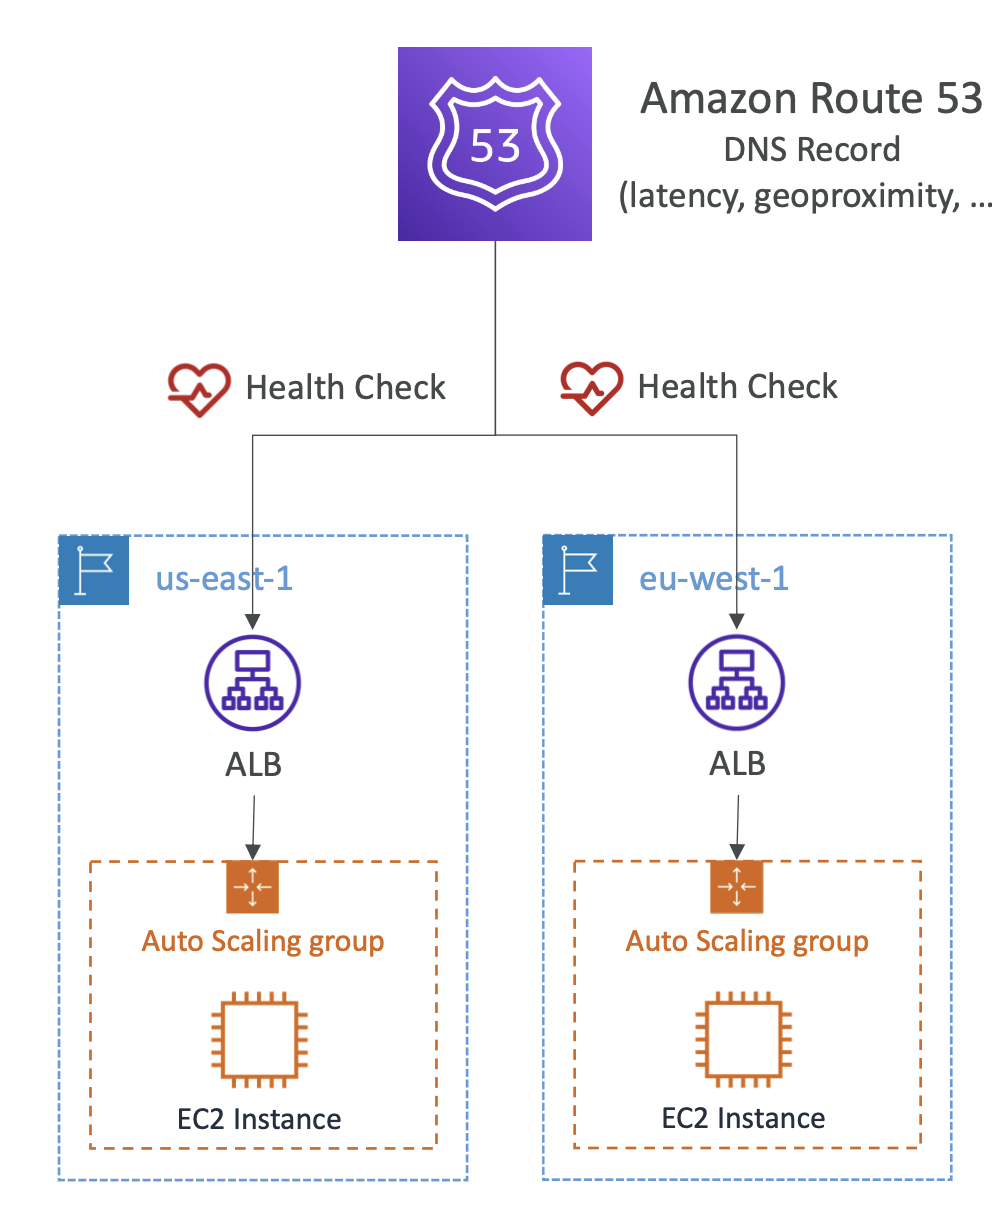 53
Amazon Route 53
DNS Record
(latency, geoproximity, ...
Health Check
Health Check
us-east-1
ALB
Auto Scaling group
EC2 Instance
eu-west-1
ALB
Auto Scaling group
EC2 Instance